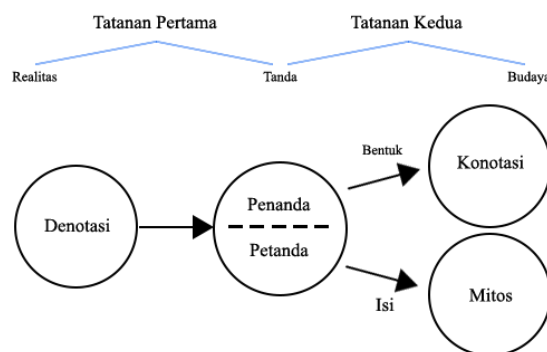 Tatanan Pertama
Tatanan Kedua
Realitas
Tanda
Budaya
Bentuk
Konotasi
Denotasi
Penanda
Petanda
Isi
Mitos